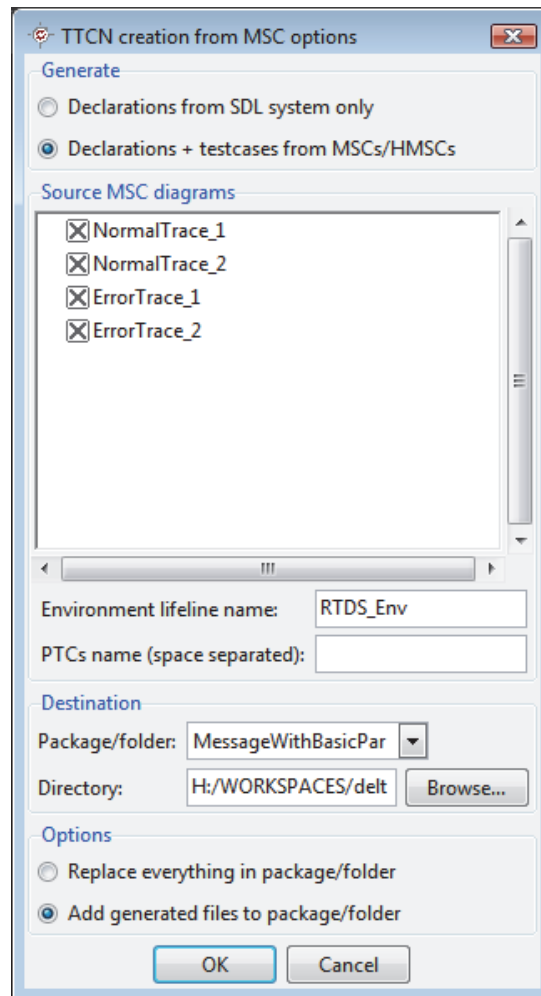 TTCN creation from MSC options
Generate
Declarations from SDL system only
Declarations + testcases from MSCs/HMSCs
Source MSC diagrams
NormalTrace_1
NormalTrace_2
ErrorTrace_1
ErrorTrace_2
Environment lifeline name: RTDS_Env
PTCs name (space separated):
Destination
Package/folder: MessageWithBasicPar
Directory: H:/WORKSPACES/delt Browse...
Options
Replace everything in package/folder
Add generated files to package/folder
OK Cancel